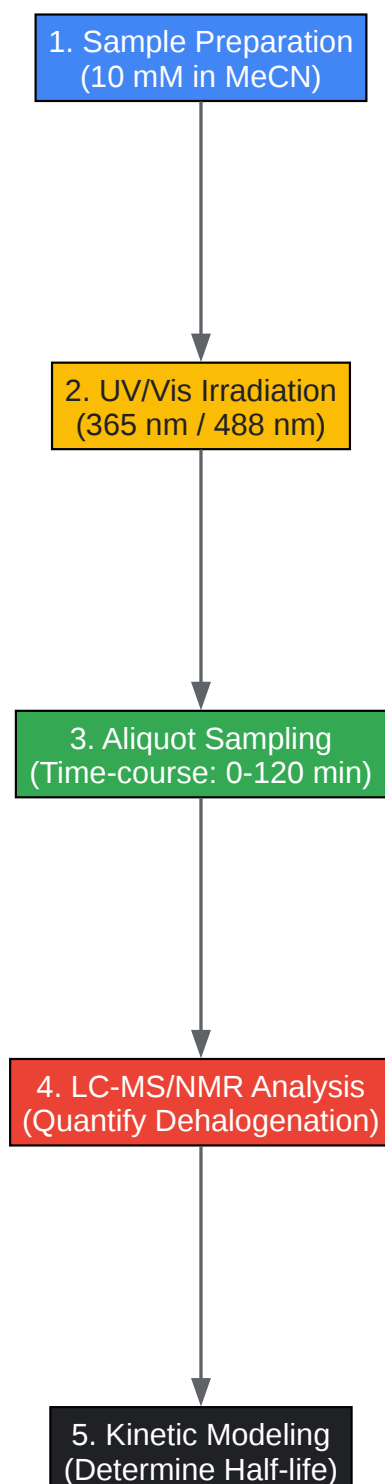 1. Sample Preparation
(10 mM in MeCN)
2. UV/Vis Irradiation
(365 nm / 488 nm)
3. Aliquot Sampling
(Time-course: 0-120 min)
4. LC-MS/NMR Analysis
(Quantify Dehalogenation)
5. Kinetic Modeling
(Determine Half-life)